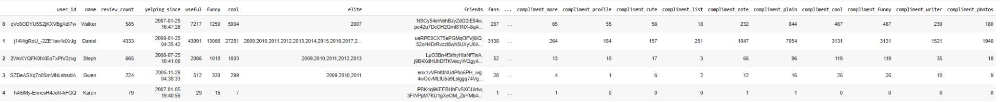 user_id name review_count yelping_since useful funny cool elite friends fans ... compliment_more compliment_profile compliment_cute compliment_list compliment_note compliment_plain compliment_cool compliment_funny compliment_writer compliment_photos
0 qVc8ODYU5SZjKXVBgXdI7w Walker 585 2007-01-25 16:47:26 7217 1259 5994 2007 NSCy54eWehBJyZdG2iE84w, pe42u7DcCH2QmI81NX-8qA... 267 ... 65 55 56 18 232 844 467 467 239 180
1 j14WgRoU_-2ZE1aw1dXrJg Daniel 4333 2009-01-25 04:35:42 43091 13066 27281 2009,2010,2011,2012,2013,2014,2015,2016,2017,2... ueRPE0CX75ePGMqOFVj6IQ, 52oH4DrRvzzl8wh5UXyU0A... 3138 ... 264 184 157 251 1847 7054 3131 3131 1521 1946
2 2WnXYQFK0hXEoTxPtV2zvg Steph 665 2008-07-25 10:41:00 2086 1010 1003 2009,2010,2011,2012,2013 LuO3Bn4f3rlhyHIaNfTlnA, j9B4XdHUhDfTKVecyWQgyA... 52 ... 13 10 17 3 66 96 119 119 35 18
3 SZDeASXq7o05mMNLshsdIA Gwen 224 2005-11-29 04:38:33 512 330 299 2009,2010,2011 enx1vVPnfdNUdPho6PH_wg, 4wOcvMLtU6a9Lslggq74Vg... 28 ... 4 1 6 2 12 16 26 26 10 9
4 hA5lMy-EnncsH4JoR-hFGQ Karen 79 2007-01-05 19:40:59 29 15 7 PBK4q9KEEBHhFvSXCUirIw, 3FWPpM7KU1gXeOM_ZbYMbA... 1 ... 1 0 0 0 1 1 0 0 0 0